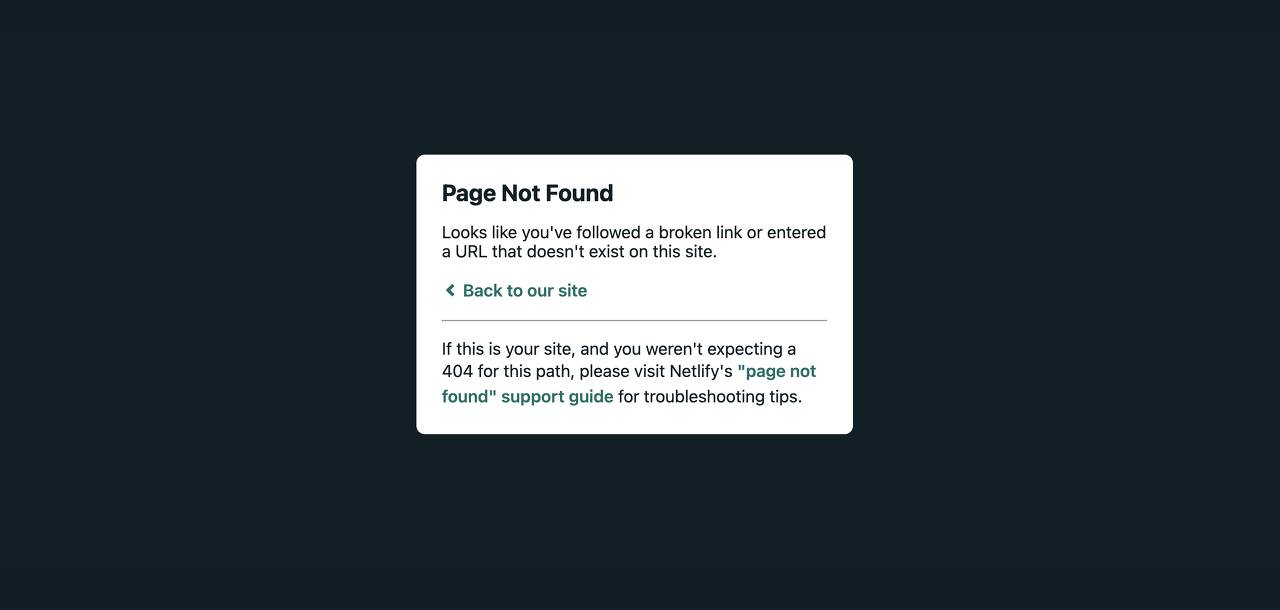 Page Not Found
Looks like you've followed a broken link or entered
a URL that doesn't exist on this site.
Back to our site
If this is your site, and you weren't expecting a
404 for this path, please visit Netlify's "page not
found" support guide for troubleshooting tips.